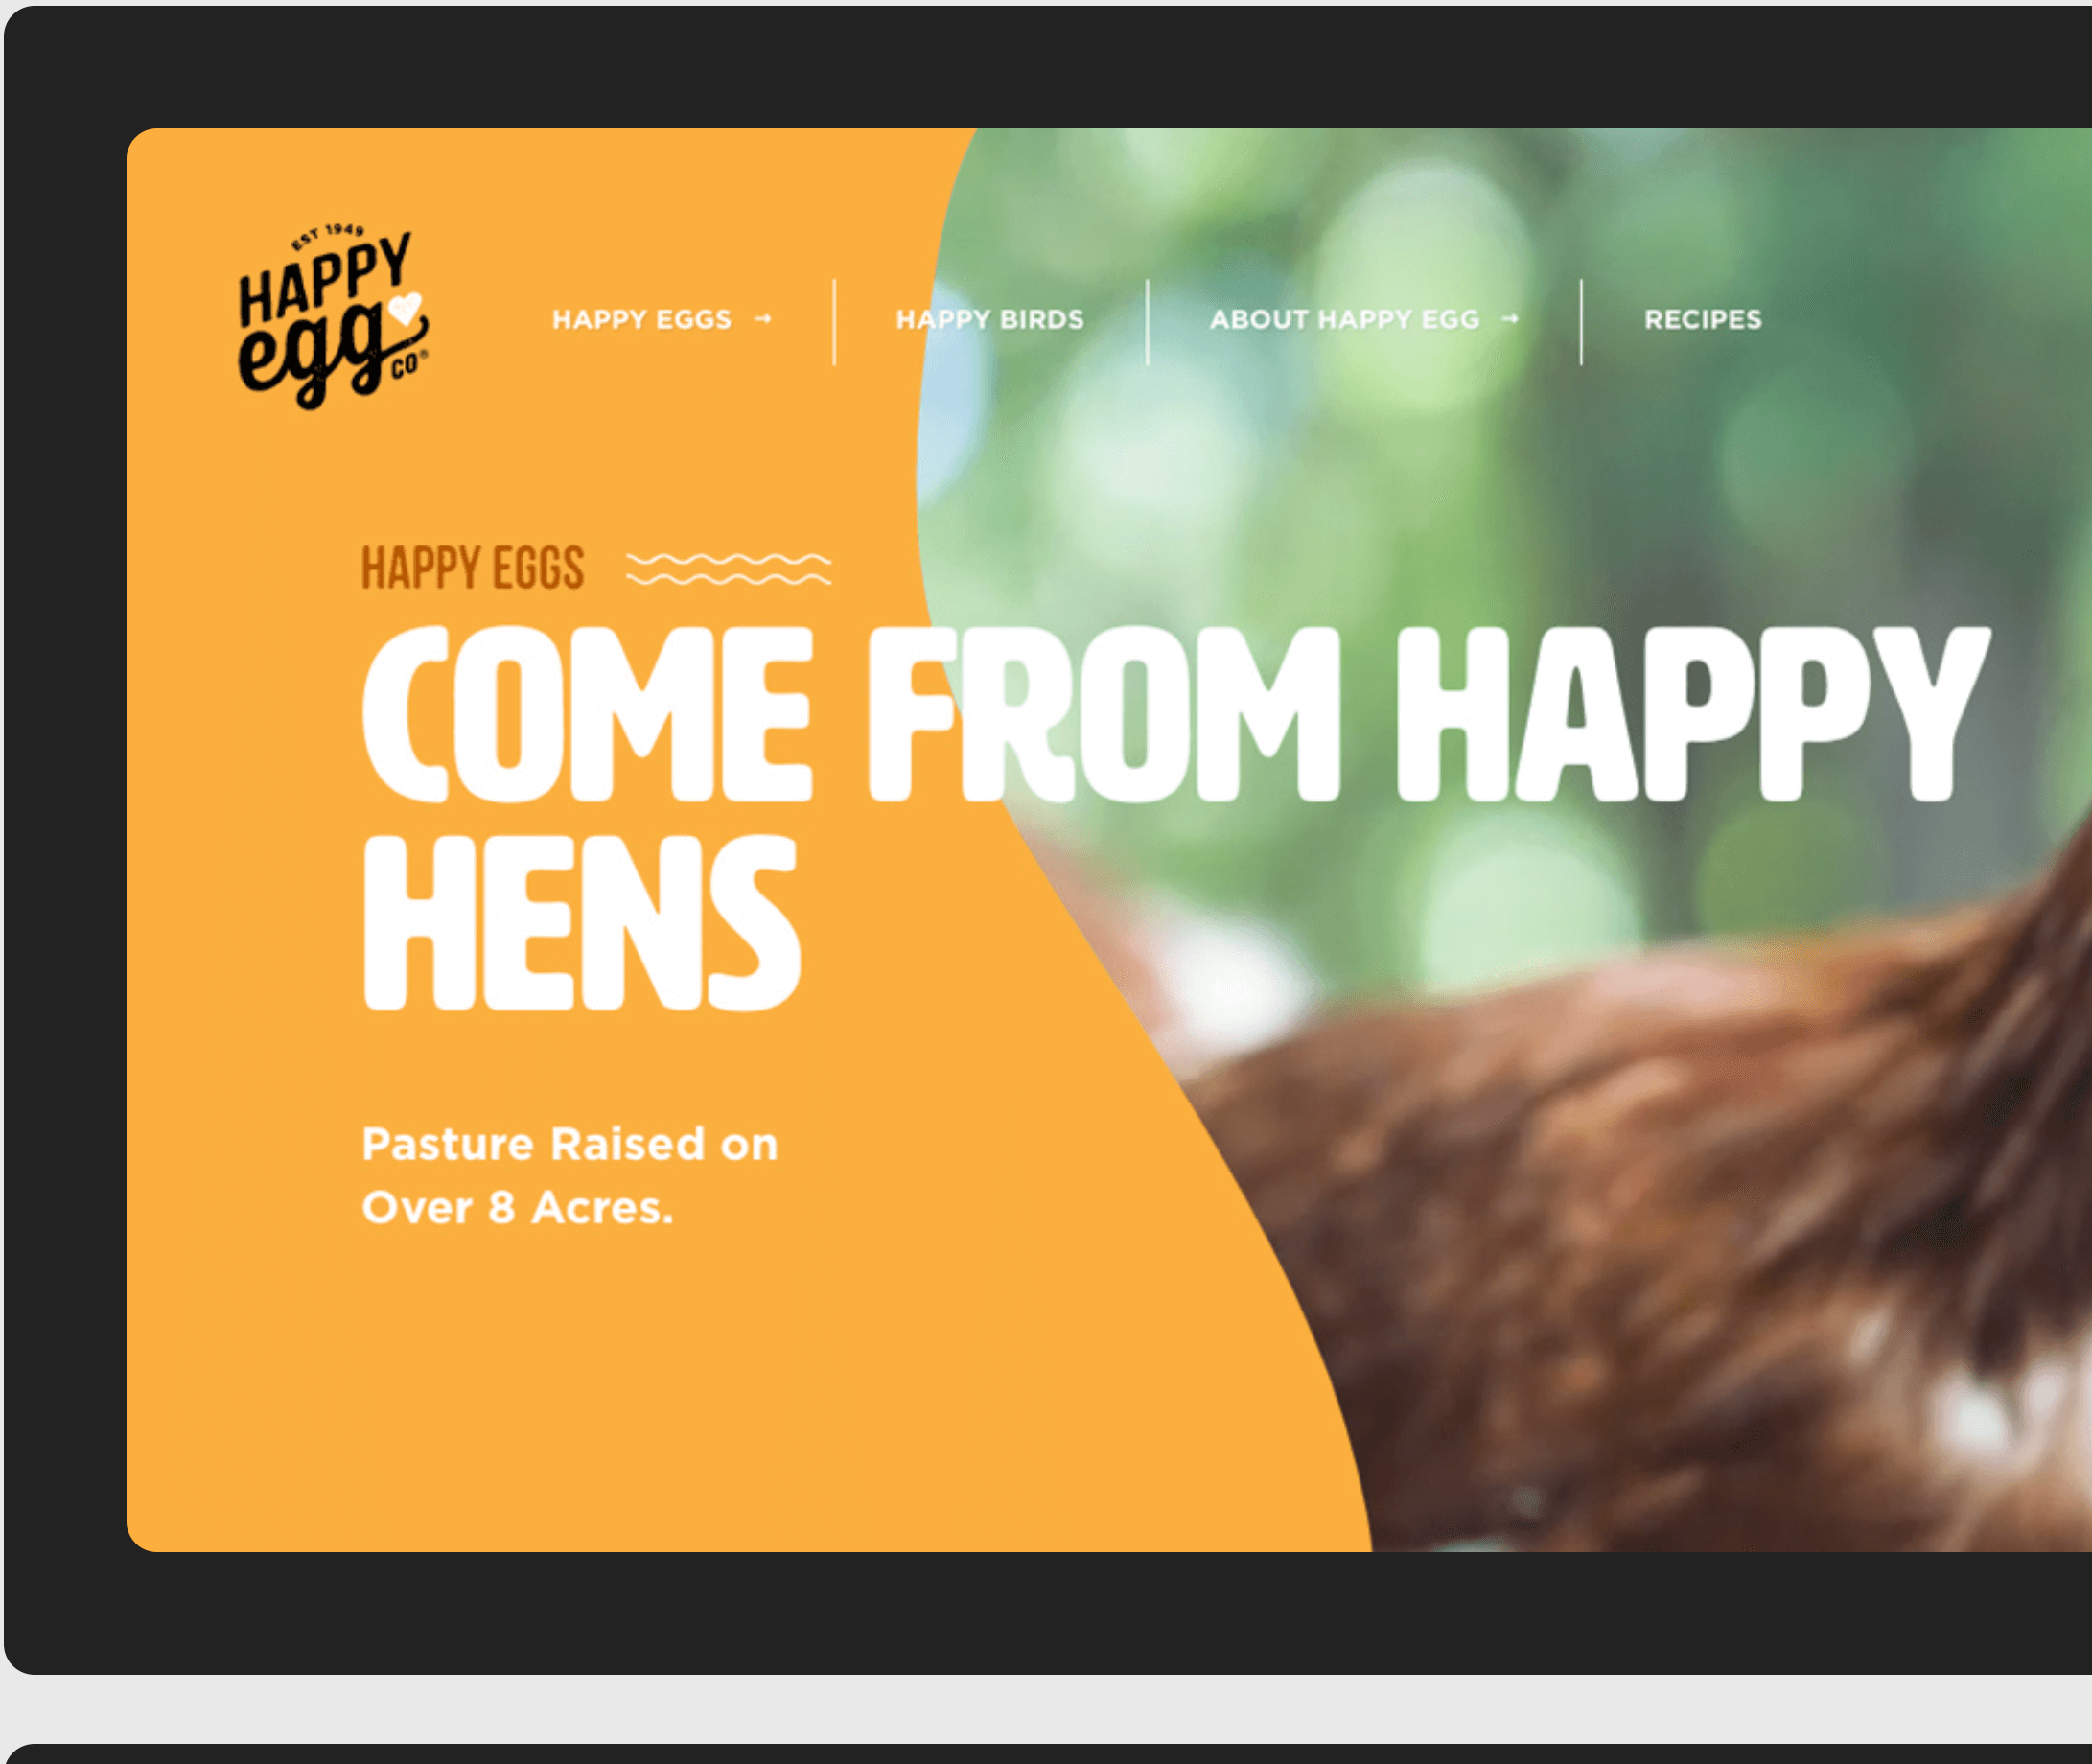 EST 1949
HAPPY
egg
CO®
HAPPY EGGS →
HAPPY BIRDS
ABOUT HAPPY EGG →
RECIPES
HAPPY EGGS
COME FROM HAPPY
HENS
Pasture Raised on
Over 8 Acres.